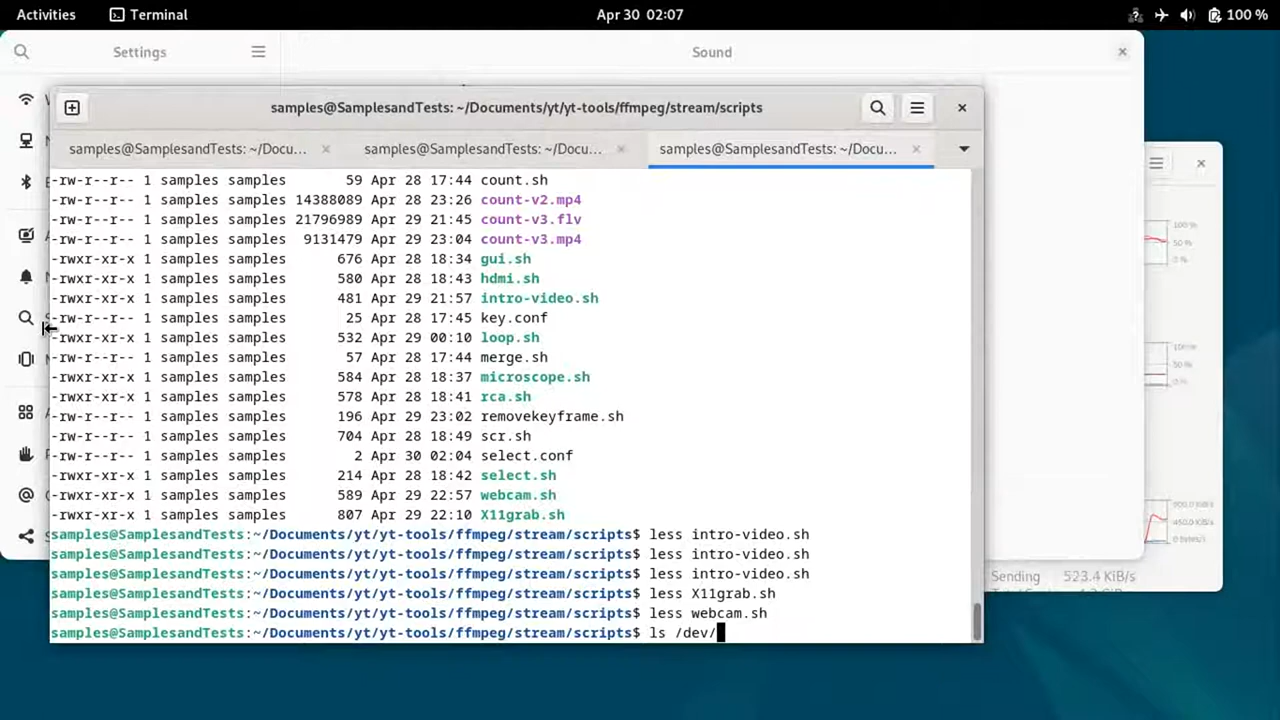 Activities Terminal Apr 30 02:07 100 %
Settings Sound
samples@SamplesandTests: ~/Documents/yt/yt-tools/ffmpeg/stream/scripts
samples@SamplesandTests: ~/Docu... samples@SamplesandTests: ~/Docu... samples@SamplesandTests: ~/Docu...
-rw-r--r-- 1 samples samples 59 Apr 28 17:44 count.sh
-rw-r--r-- 1 samples samples 14388089 Apr 28 23:26 count-v2.mp4
-rw-r--r-- 1 samples samples 21796989 Apr 29 21:45 count-v3.flv
-rw-r--r-- 1 samples samples 9131479 Apr 29 23:04 count-v3.mp4
-rwxr-xr-x 1 samples samples 676 Apr 28 18:34 gui.sh
-rwxr-xr-x 1 samples samples 580 Apr 28 18:43 hdmi.sh
-rwxr-xr-x 1 samples samples 481 Apr 29 21:57 intro-video.sh
-rw-r--r-- 1 samples samples 25 Apr 28 17:45 key.conf
-rwxr-xr-x 1 samples samples 532 Apr 29 00:10 loop.sh
-rw-r--r-- 1 samples samples 57 Apr 28 17:44 merge.sh
-rwxr-xr-x 1 samples samples 584 Apr 28 18:37 microscope.sh
-rwxr-xr-x 1 samples samples 578 Apr 28 18:41 rca.sh
-rw-r--r-- 1 samples samples 196 Apr 29 23:02 removekeyframe.sh
-rw-r--r-- 1 samples samples 704 Apr 28 18:49 scr.sh
-rw-r--r-- 1 samples samples 2 Apr 30 02:04 select.conf
-rwxr-xr-x 1 samples samples 214 Apr 28 18:42 select.sh
-rwxr-xr-x 1 samples samples 589 Apr 29 22:57 webcam.sh
-rwxr-xr-x 1 samples samples 807 Apr 29 22:10 X11grab.sh
samples@SamplesandTests:~/Documents/yt/yt-tools/ffmpeg/stream/scripts$ less intro-video.sh
samples@SamplesandTests:~/Documents/yt/yt-tools/ffmpeg/stream/scripts$ less intro-video.sh
samples@SamplesandTests:~/Documents/yt/yt-tools/ffmpeg/stream/scripts$ less intro-video.sh
samples@SamplesandTests:~/Documents/yt/yt-tools/ffmpeg/stream/scripts$ less X11grab.sh
samples@SamplesandTests:~/Documents/yt/yt-tools/ffmpeg/stream/scripts$ less webcam.sh
samples@SamplesandTests:~/Documents/yt/yt-tools/ffmpeg/stream/scripts$ ls /dev/
100 %
50 %
0 %
100 %
50 %
0 %
Sending 523.4 KiB/s